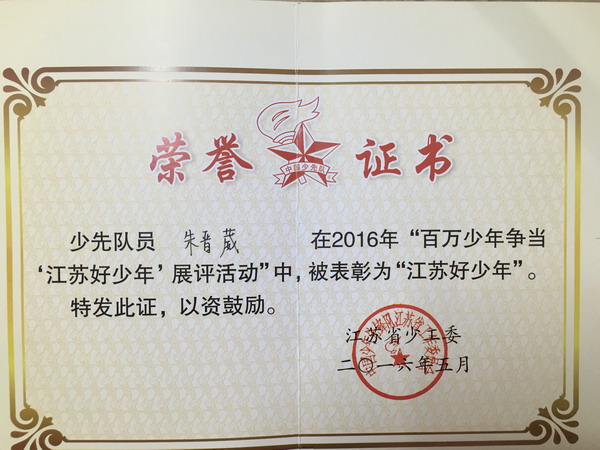 荣誉证书
中国少先队
少先队员 朱晋葳 在2016年“百万少年争当
‘江苏好少年’展评活动”中，被表彰为“江苏好少年”。
特发此证，以资鼓励。
江苏省少工委
二〇一六年五月